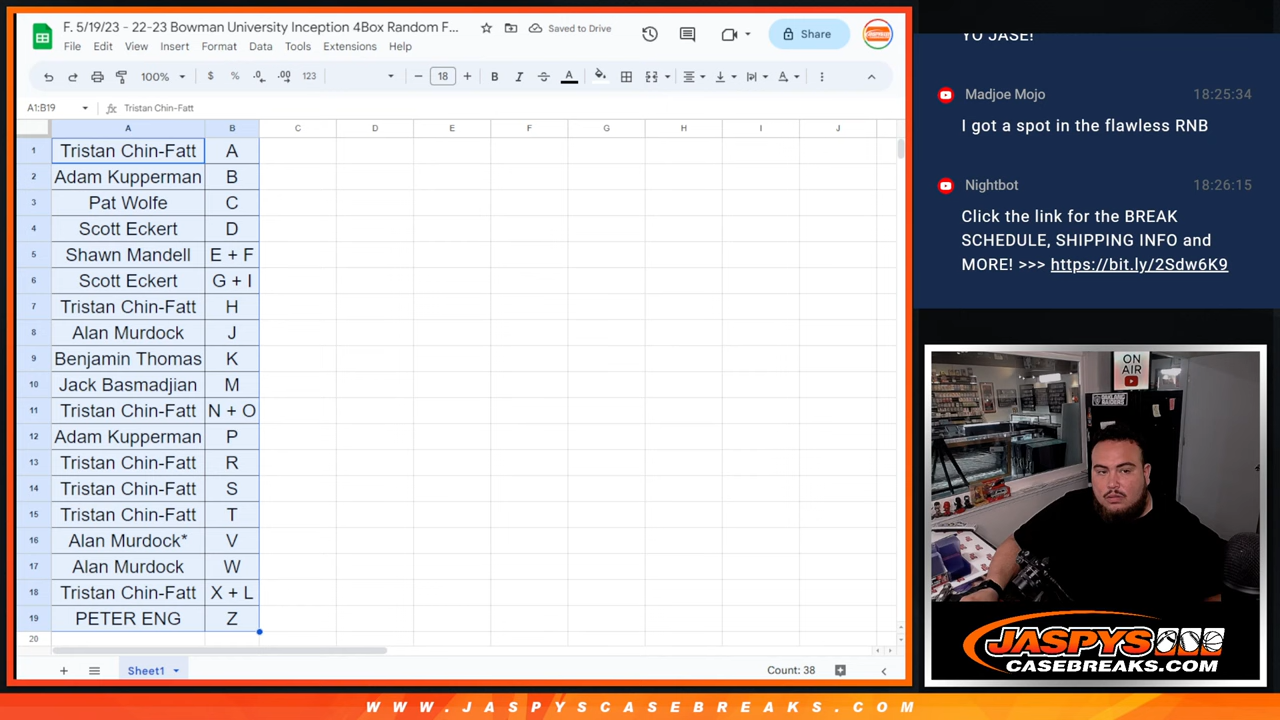 F. 5/19/23 - 22-23 Bowman University Inception 4Box Random F...
Saved to Drive
Share
File Edit View Insert Format Data Tools Extensions Help
100% $ % .0 .00 123 18 B I A
A1:B19 fx Tristan Chin-Fatt
A B C D E F G H I J
1 Tristan Chin-Fatt A
2 Adam Kupperman B
3 Pat Wolfe C
4 Scott Eckert D
5 Shawn Mandell E + F
6 Scott Eckert G + I
7 Tristan Chin-Fatt H
8 Alan Murdock J
9 Benjamin Thomas K
10 Jack Basmadjian M
11 Tristan Chin-Fatt N + O
12 Adam Kupperman P
13 Tristan Chin-Fatt R
14 Tristan Chin-Fatt S
15 Tristan Chin-Fatt T
16 Alan Murdock* V
17 Alan Murdock W
18 Tristan Chin-Fatt X + L
19 PETER ENG Z
20
Sheet1
Count: 38
YO JASE!
Madjoe Mojo 18:25:34
I got a spot in the flawless RNB
Nightbot 18:26:15
Click the link for the BREAK
SCHEDULE, SHIPPING INFO and
MORE! >>> https://bit.ly/2Sdw6K9
ON
AIR
JASPYS
CASEBREAKS.COM
WWW.JASPYSCASEBREAKS.COM